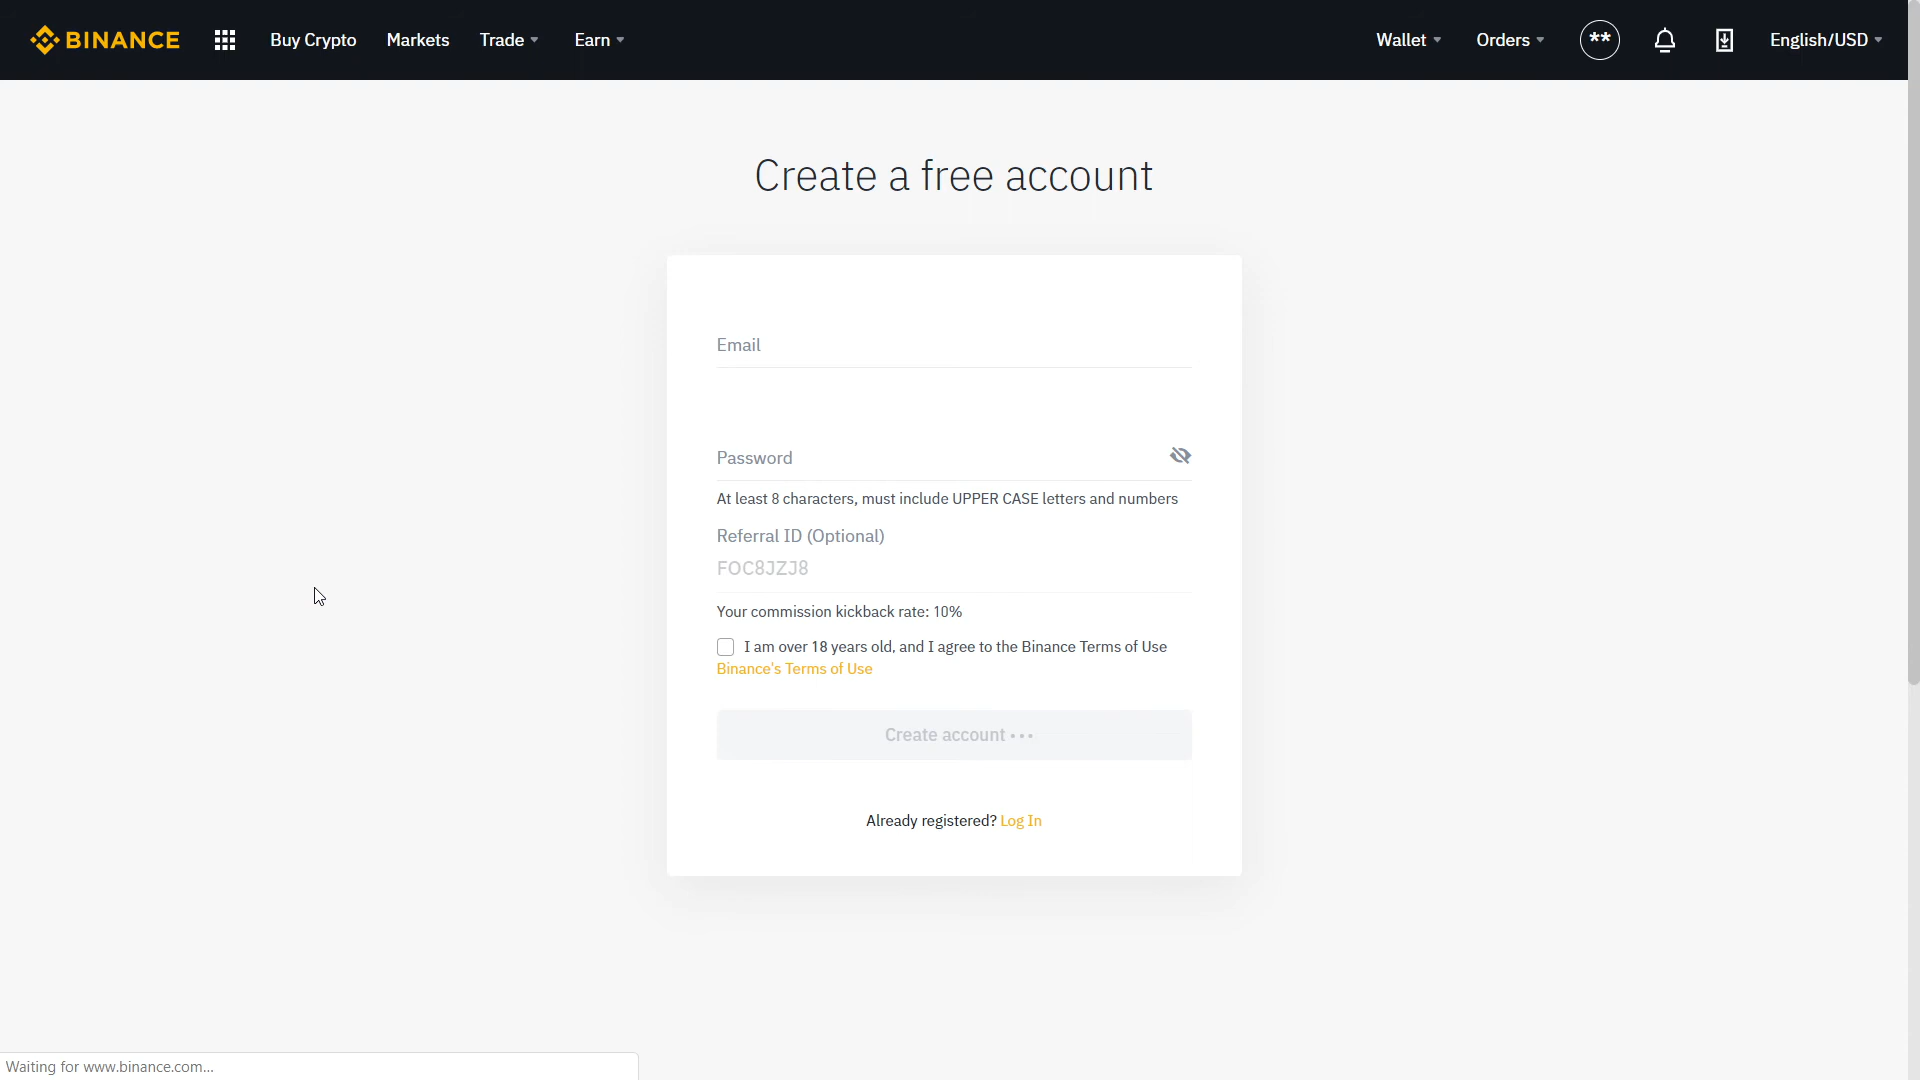 BINANCE
Buy Crypto
Markets
Trade
Earn
Wallet
Orders
**
English/USD
Create a free account
Email
Password
At least 8 characters, must include UPPER CASE letters and numbers
Referral ID (Optional)
FOC8JZJ8
Your commission kickback rate: 10%
I am over 18 years old, and I agree to the Binance Terms of Use
Binance's Terms of Use
Create account •••
Already registered? Log In
Waiting for www.binance.com...